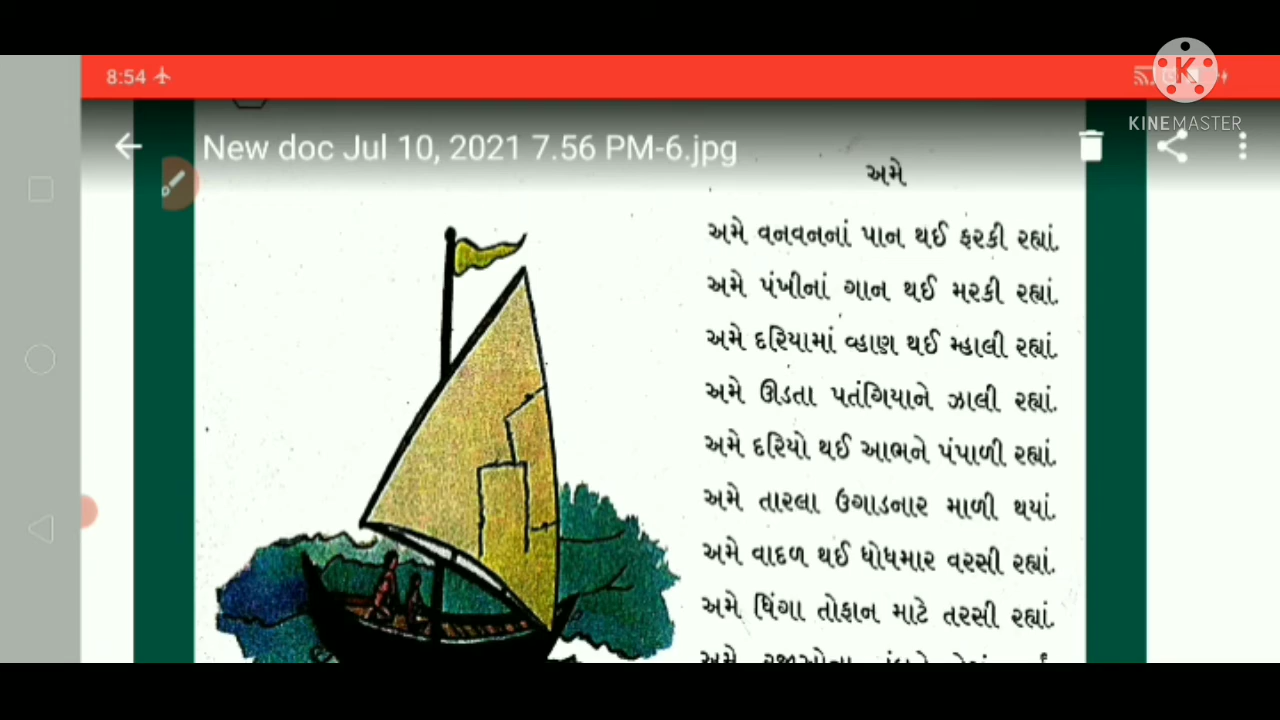 8:54
KINEMASTER
New doc Jul 10, 2021 7.56 PM-6.jpg
અમે
અમે વનવનનાં પાન થઈ ફરકી રહ્યાં.
અમે પંખીનાં ગાન થઈ મરકી રહ્યાં.
અમે દરિયામાં વ્હાણ થઈ મ્હાલી રહ્યાં.
અમે ઊડતા પતંગિયાને ઝાલી રહ્યાં.
અમે દરિયો થઈ આભને પંપાળી રહ્યાં.
અમે તારલા ઉગાડનાર માળી થયાં.
અમે વાદળ થઈ ધોધમાર વરસી રહ્યાં.
અમે ધિંગા તોફાન માટે તરસી રહ્યાં.
અમે